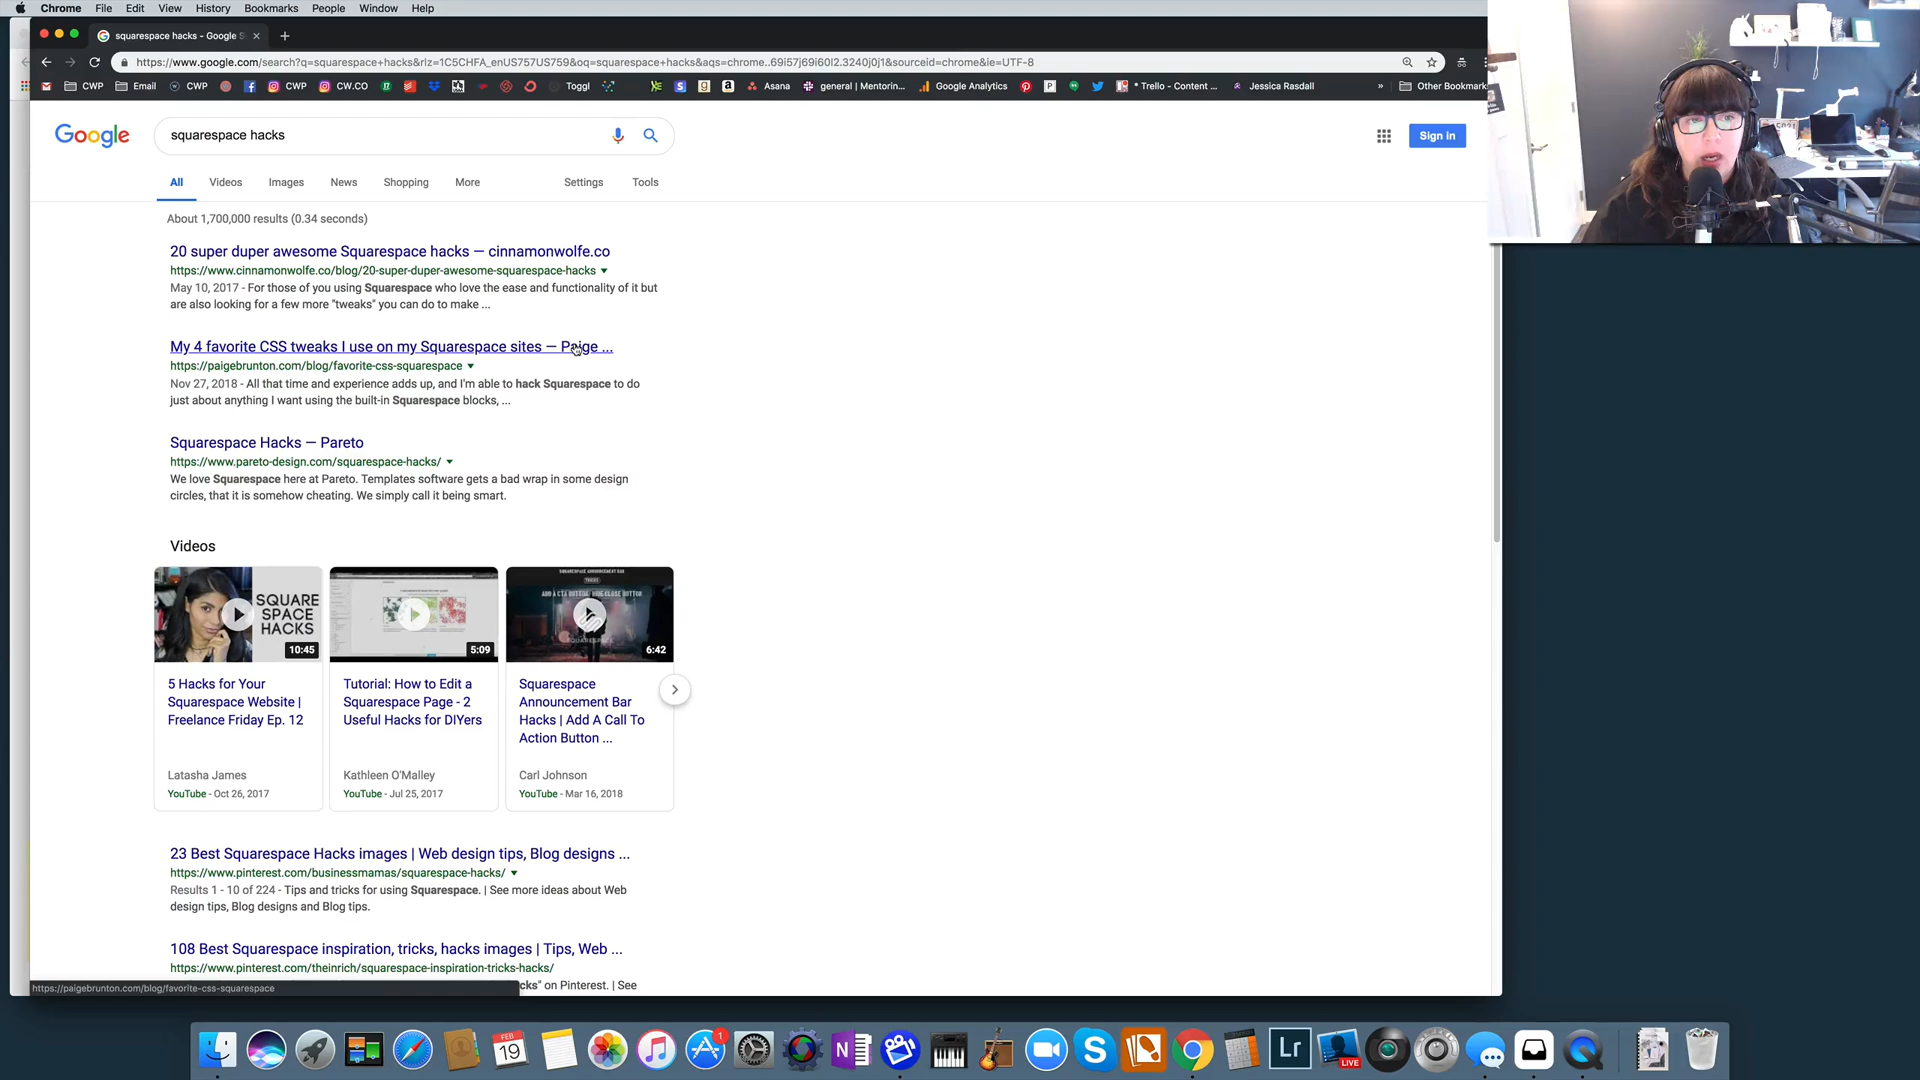 Chrome File Edit View History Bookmarks People Window Help
squarespace hacks - Google S
https://www.google.com/search?q=squarespace+hacks&rlz=1C5CHFA_enUS757US759&oq=squarespace+hacks&aqs=chrome..69i57j69i60l2.3240j0j1&sourceid=chrome&ie=UTF-8
CWP Email CWP CWP CW.CO Toggl Asana general | Mentorin... Google Analytics * Trello - Content ... Jessica Rasdall » Other Bookmark
Google squarespace hacks Sign in
All Videos Images News Shopping More Settings Tools
About 1,700,000 results (0.34 seconds)
20 super duper awesome Squarespace hacks — cinnamonwolfe.co
https://www.cinnamonwolfe.co/blog/20-super-duper-awesome-squarespace-hacks
May 10, 2017 - For those of you using Squarespace who love the ease and functionality of it but
are also looking for a few more "tweaks" you can do to make ...
My 4 favorite CSS tweaks I use on my Squarespace sites — Paige ...
https://paigebrunton.com/blog/favorite-css-squarespace
Nov 27, 2018 - All that time and experience adds up, and I'm able to hack Squarespace to do
just about anything I want using the built-in Squarespace blocks, ...
Squarespace Hacks — Pareto
https://www.pareto-design.com/squarespace-hacks/
We love Squarespace here at Pareto. Templates software gets a bad wrap in some design
circles, that it is somehow cheating. We simply call it being smart.
Videos
SQUARE
SPACE
HACKS
10:45
5:09
SQUARESPACE ANNOUNCEMENT BAR
TRICKS
6:42
5 Hacks for Your
Squarespace Website |
Freelance Friday Ep. 12
Latasha James
YouTube - Oct 26, 2017
Tutorial: How to Edit a
Squarespace Page - 2
Useful Hacks for DIYers
Kathleen O'Malley
YouTube - Jul 25, 2017
Squarespace
Announcement Bar
Hacks | Add A Call To
Action Button ...
Carl Johnson
YouTube - Mar 16, 2018
23 Best Squarespace Hacks images | Web design tips, Blog designs ...
https://www.pinterest.com/businessmamas/squarespace-hacks/
Results 1 - 10 of 224 - Tips and tricks for using Squarespace. | See more ideas about Web
design tips, Blog designs and Blog tips.
108 Best Squarespace inspiration, tricks, hacks images | Tips, Web ...
https://www.pinterest.com/theinrich/squarespace-inspiration-tricks-hacks/
cks" on Pinterest. | See
https://paigebrunton.com/blog/favorite-css-squarespace
FEB
19
1
N
S
Lr
LIVE